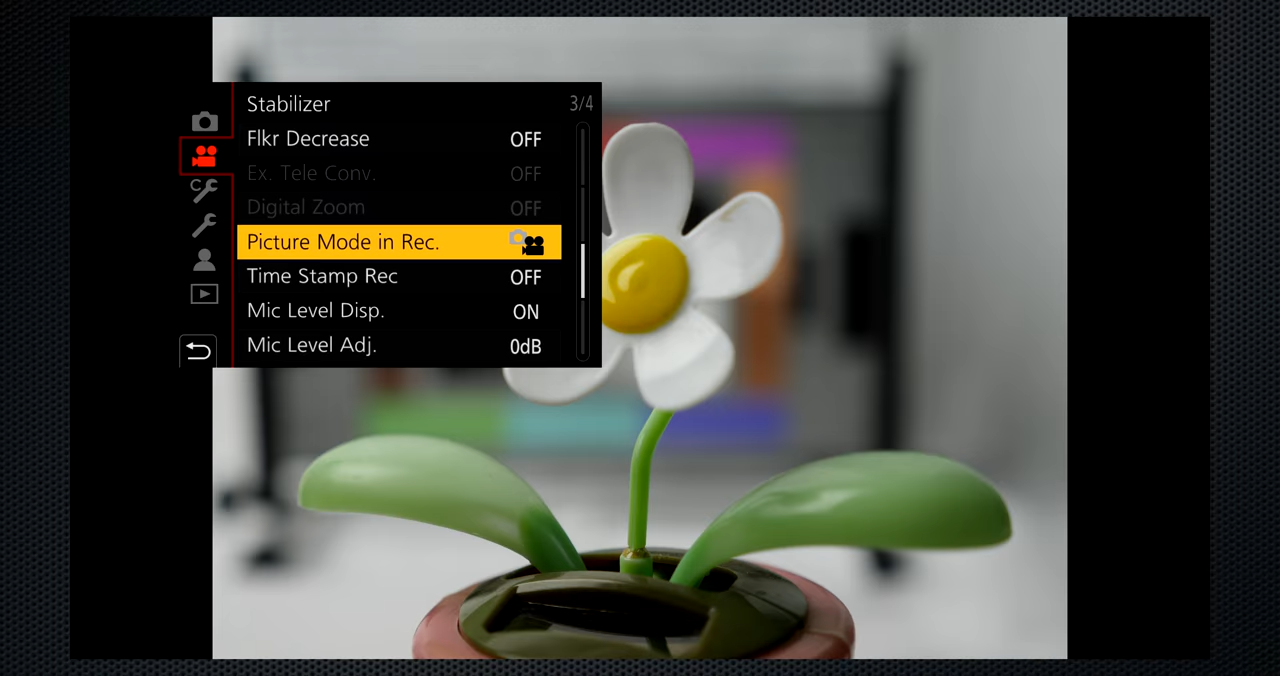 Stabilizer 3/4
Flkr Decrease OFF
Ex. Tele Conv. OFF
Digital Zoom OFF
Picture Mode in Rec.
Time Stamp Rec OFF
Mic Level Disp. ON
Mic Level Adj. 0dB